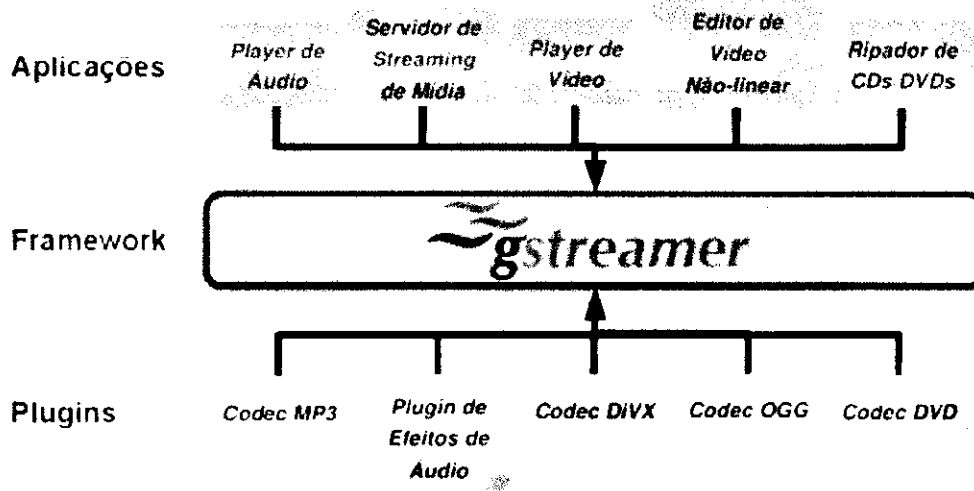 Aplicações
Player de
Áudio
Servidor de
Streaming
de Mídia
Player de
Vídeo
Editor de
Vídeo
Não-linear
Ripador de
CDs DVDs
Framework
gstreamer
Plugins
Codec MP3
Plugin de
Efeitos de
Áudio
Codec DiVX
Codec OGG
Codec DVD